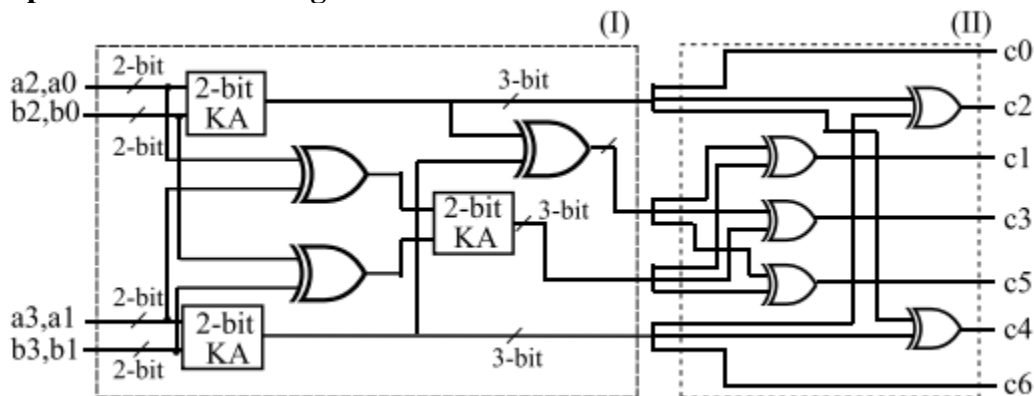 (I)
(II)
2-bit
a2,a0
b2,b0
2-bit
2-bit
KA
3-bit
c0
c2
c1
2-bit
KA
3-bit
c3
c5
2-bit
a3,a1
b3,b1
2-bit
2-bit
KA
3-bit
c4
c6